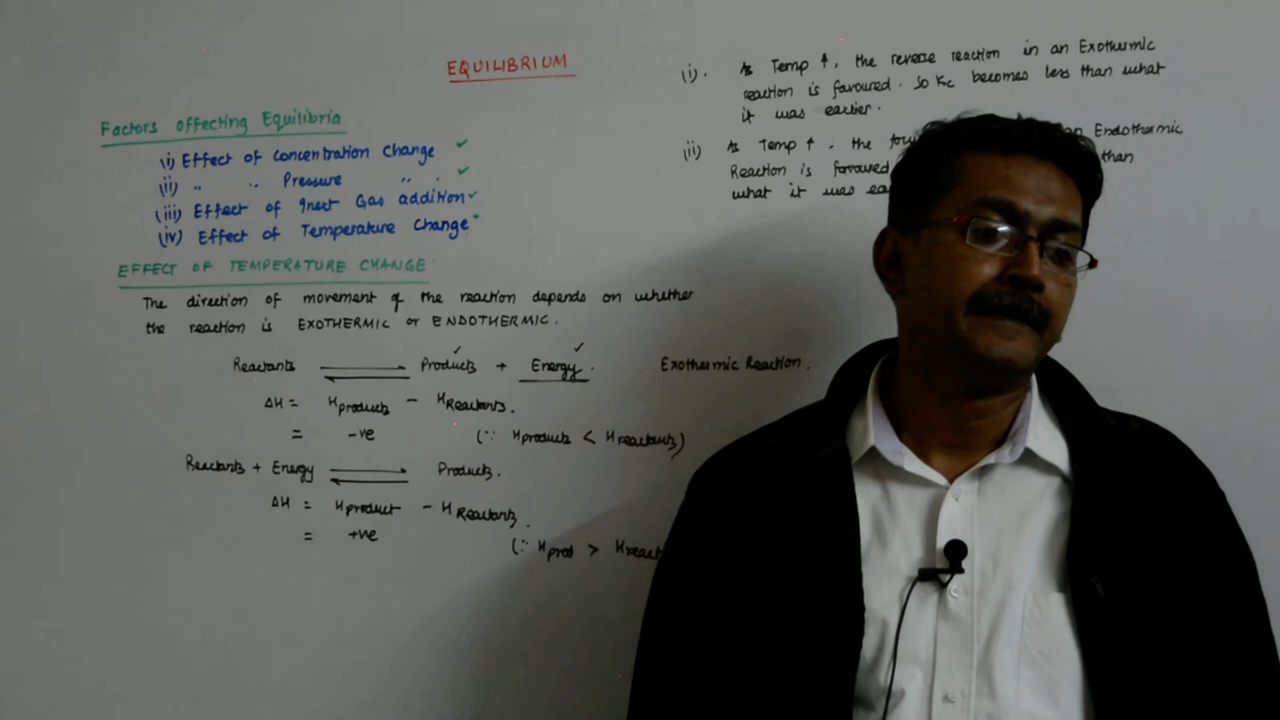 EQUILIBRIUM
Factors affecting Equilibria
(i) Effect of Concentration Change ✓
(ii) " " Pressure " " ✓
(iii) Effect of Inert Gas addition ✓
(iv) Effect of Temperature Change
EFFECT OF TEMPERATURE CHANGE
The direction of movement of the reaction depends on whether
the reaction is EXOTHERMIC or ENDOTHERMIC.
Reactants ⇌ Products + Energy. Exothermic Reaction.
ΔH = Hproducts - HReactants.
= -ve (∵ Hproducts < Hreactants)
Reactants + Energy ⇌ Products.
ΔH = Hproduct - HReactants.
= +ve
(∵ Hprod > Hreact
(i). As Temp ↑, the reverse reaction in an Exothermic
reaction is favoured. So Kc becomes less than what
it was earlier.
(ii) As Temp ↑, the Endothermic
Reaction is favoured than
what it was